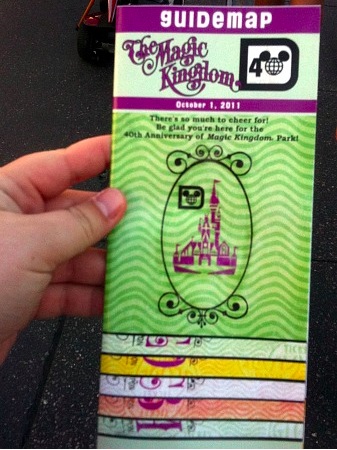 GUIDEMAP
The Magic
Kingdom®
40
October 1, 2011
There's so much to cheer for!
Be glad you're here for the
40th Anniversary of Magic Kingdom® Park!
D